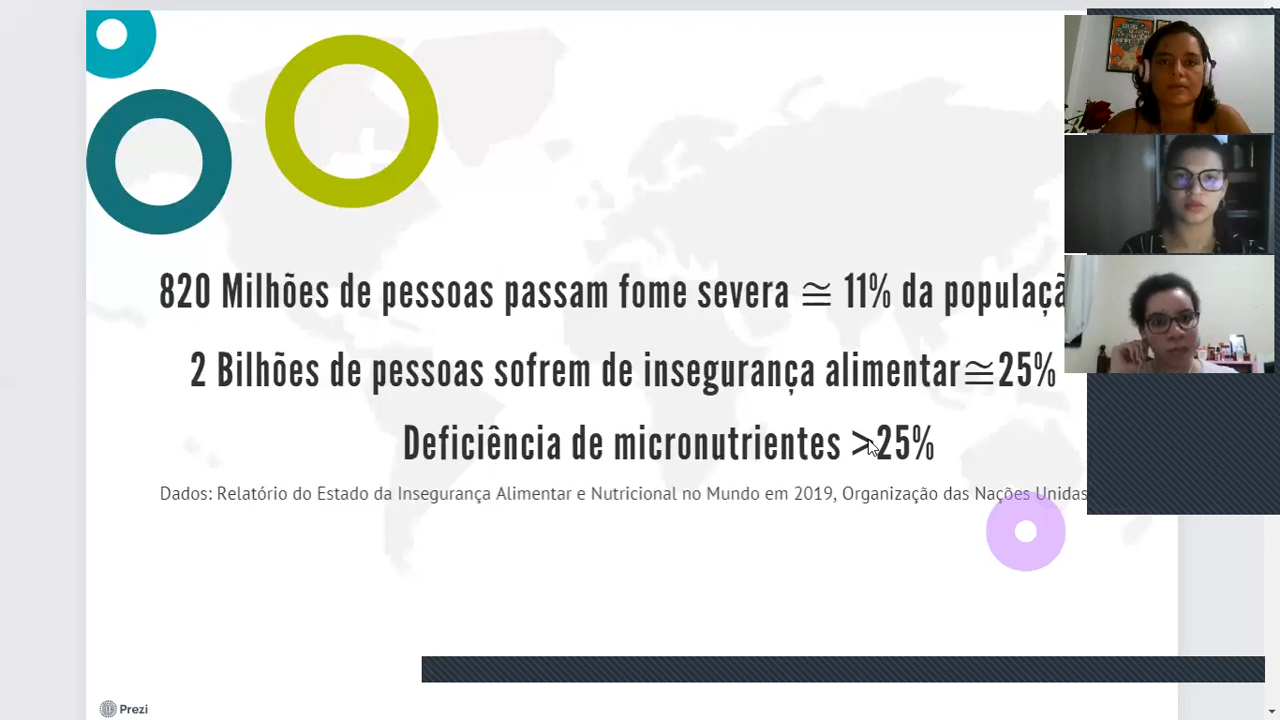 820 Milhões de pessoas passam fome severa ≅ 11% da populaçã
2 Bilhões de pessoas sofrem de insegurança alimentar≅25%
Deficiência de micronutrientes >25%
Dados: Relatório do Estado da Insegurança Alimentar e Nutricional no Mundo em 2019, Organização das Nações Unidas
Prezi